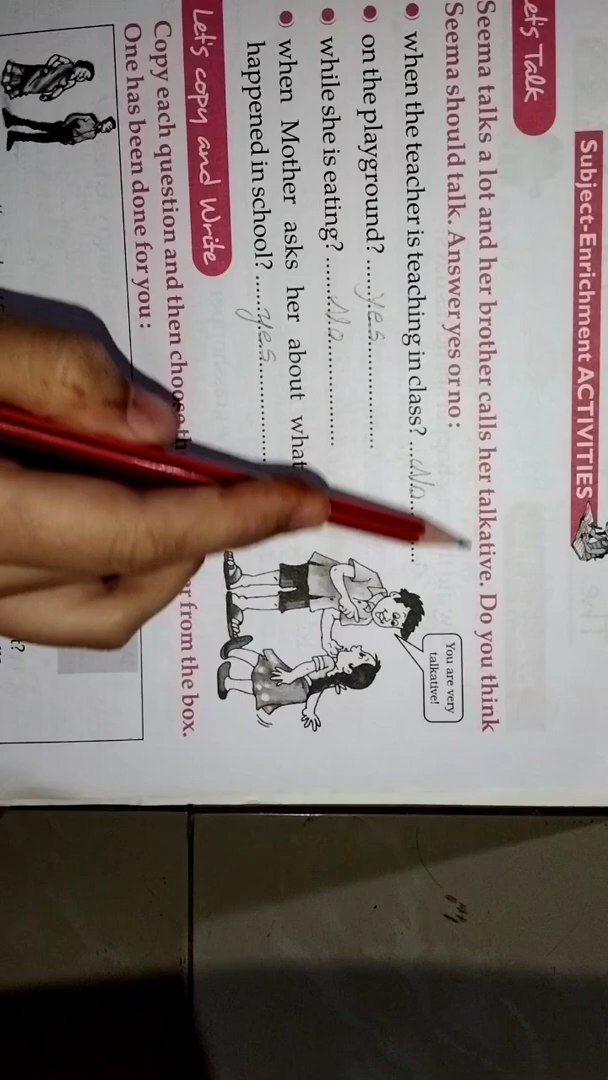 Subject-Enrichment ACTIVITIES
Let's Talk
Seema talks a lot and her brother calls her talkative. Do you think
Seema should talk. Answer yes or no:
You are very
talkative!
• when the teacher is teaching in class? ...No......
• on the playground? ......yes..................
• while she is eating? ......No..................
• when Mother asks her about what
happened in school? ......yes..................
Let's copy and Write
Copy each question and then choose from the box.
One has been done for you: